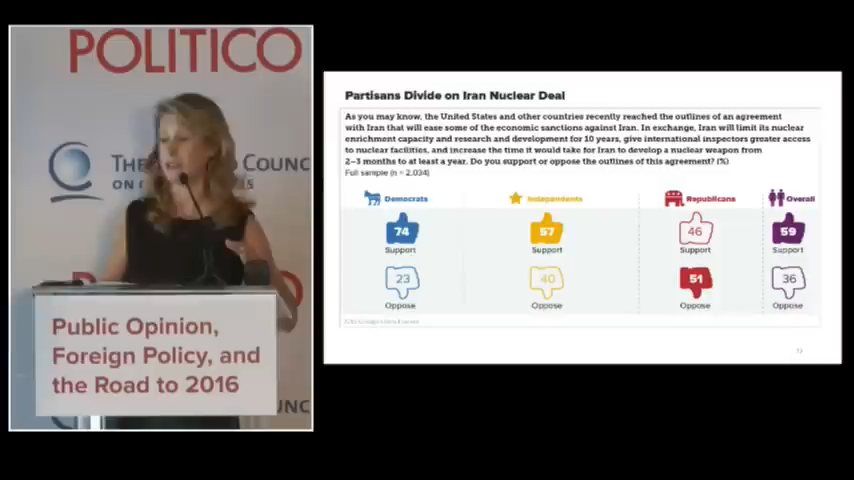 POLITICO
THE
COUNC
ON
Public Opinion,
Foreign Policy, and
the Road to 2016
Partisans Divide on Iran Nuclear Deal
As you may know, the United States and other countries recently reached the outlines of an agreement
with Iran that will ease some of the economic sanctions against Iran. In exchange, Iran will limit its nuclear
enrichment capacity and research and development for 10 years, give international inspectors greater access
to nuclear facilities, and increase the time it would take for Iran to develop a nuclear weapon from
2–3 months to at least a year. Do you support or oppose the outlines of this agreement? (%)
Full sample (n = 2,034)
Democrats
Independents
Republicans
Overall
74
57
46
59
Support
Support
Support
Support
23
40
51
36
Oppose
Oppose
Oppose
Oppose